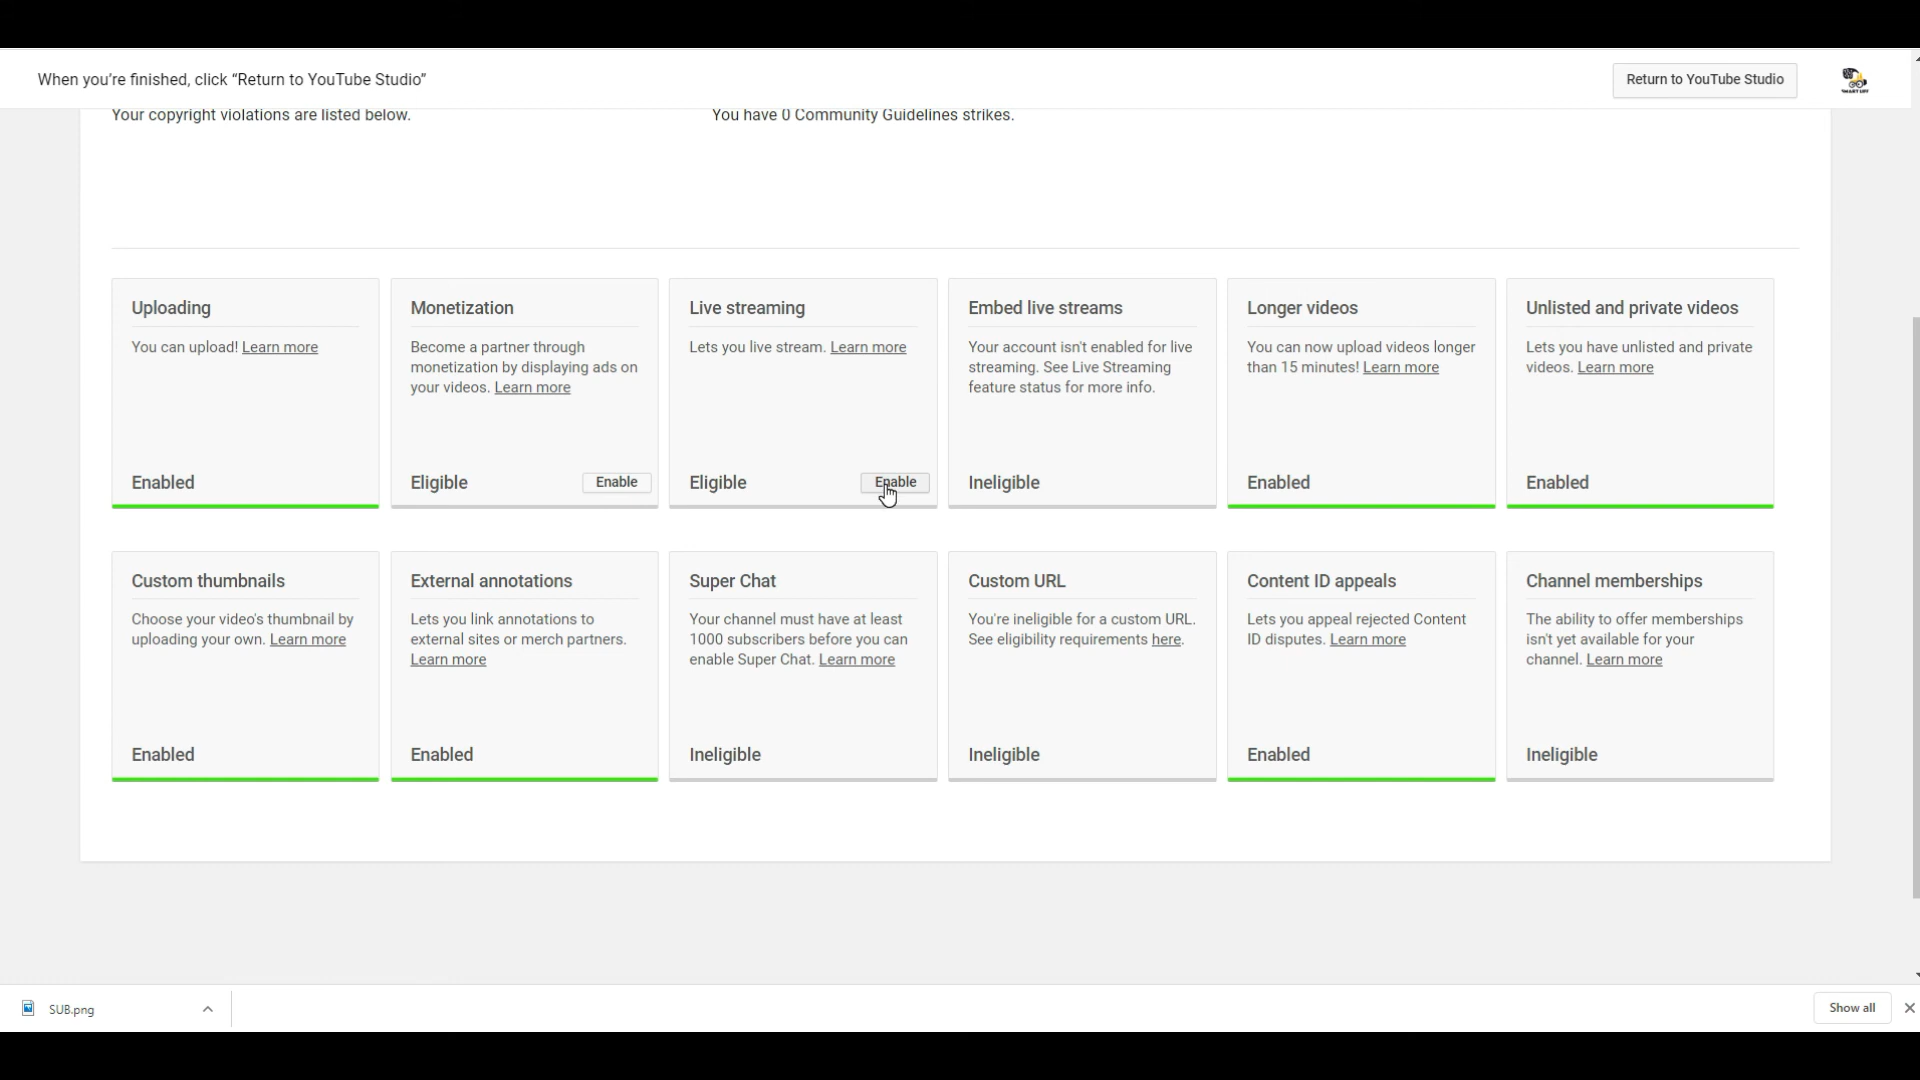 When you're finished, click “Return to YouTube Studio”
Return to YouTube Studio
Your copyright violations are listed below.
You have 0 Community Guidelines strikes.
Uploading
You can upload! Learn more
Enabled
Monetization
Become a partner through
monetization by displaying ads on
your videos. Learn more
Eligible
Enable
Live streaming
Lets you live stream. Learn more
Eligible
Enable
Embed live streams
Your account isn't enabled for live
streaming. See Live Streaming
feature status for more info.
Ineligible
Longer videos
You can now upload videos longer
than 15 minutes! Learn more
Enabled
Unlisted and private videos
Lets you have unlisted and private
videos. Learn more
Enabled
Custom thumbnails
Choose your video's thumbnail by
uploading your own. Learn more
Enabled
External annotations
Lets you link annotations to
external sites or merch partners.
Learn more
Enabled
Super Chat
Your channel must have at least
1000 subscribers before you can
enable Super Chat. Learn more
Ineligible
Custom URL
You're ineligible for a custom URL.
See eligibility requirements here.
Ineligible
Content ID appeals
Lets you appeal rejected Content
ID disputes. Learn more
Enabled
Channel memberships
The ability to offer memberships
isn't yet available for your
channel. Learn more
Ineligible
SUB.png
Show all